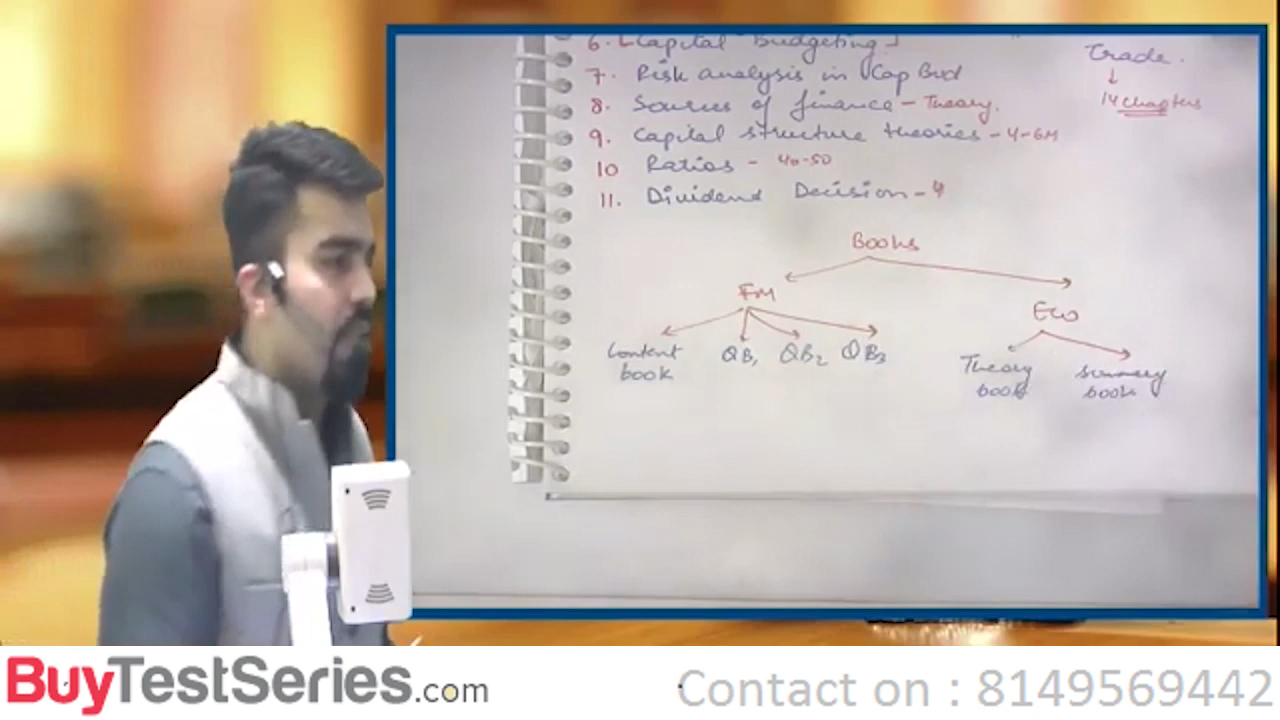 6. Capital Budgeting
7. Risk analysis in Cap Bud
8. Sources of finance - Theory.
9. Capital structure theories - 4-6M
10 Ratios - 40-50
11. Dividend Decision - 4
Trade.
14 chapters
Books
FM
Eco
Content
book
QB1
QB2
QB3
Theory
book
Summary
book
BuyTestSeries.com
Contact on : 8149569442